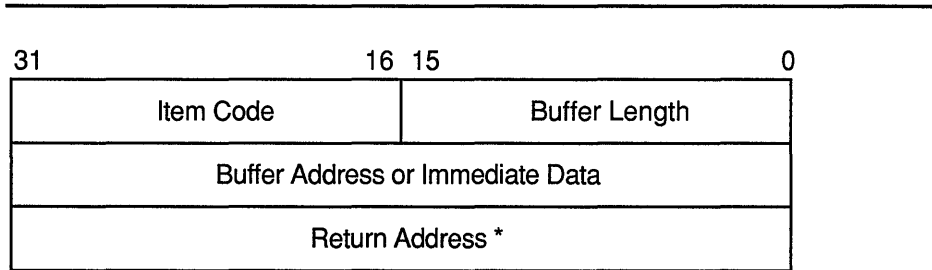 31 16 15 0
Item Code Buffer Length
Buffer Address or Immediate Data
Return Address *